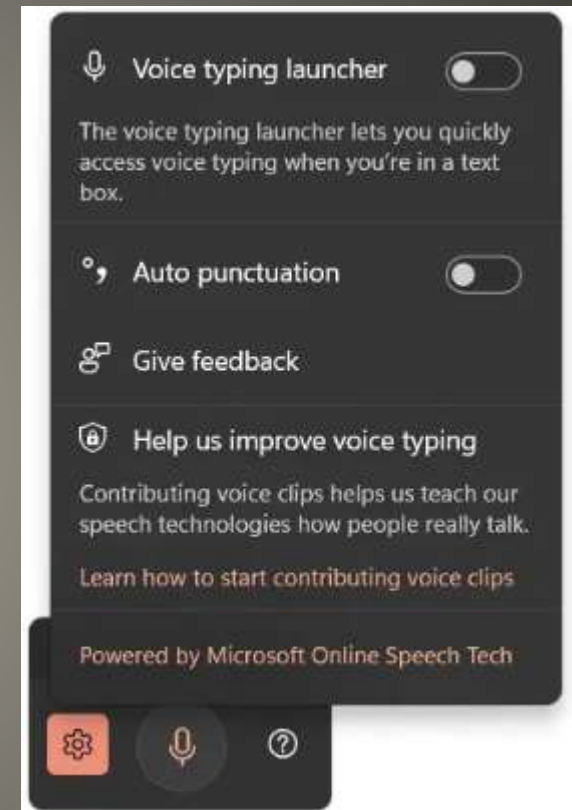 Voice typing launcher
The voice typing launcher lets you quickly
access voice typing when you're in a text
box.
Auto punctuation
Give feedback
Help us improve voice typing
Contributing voice clips helps us teach our
speech technologies how people really talk.
Learn how to start contributing voice clips
Powered by Microsoft Online Speech Tech